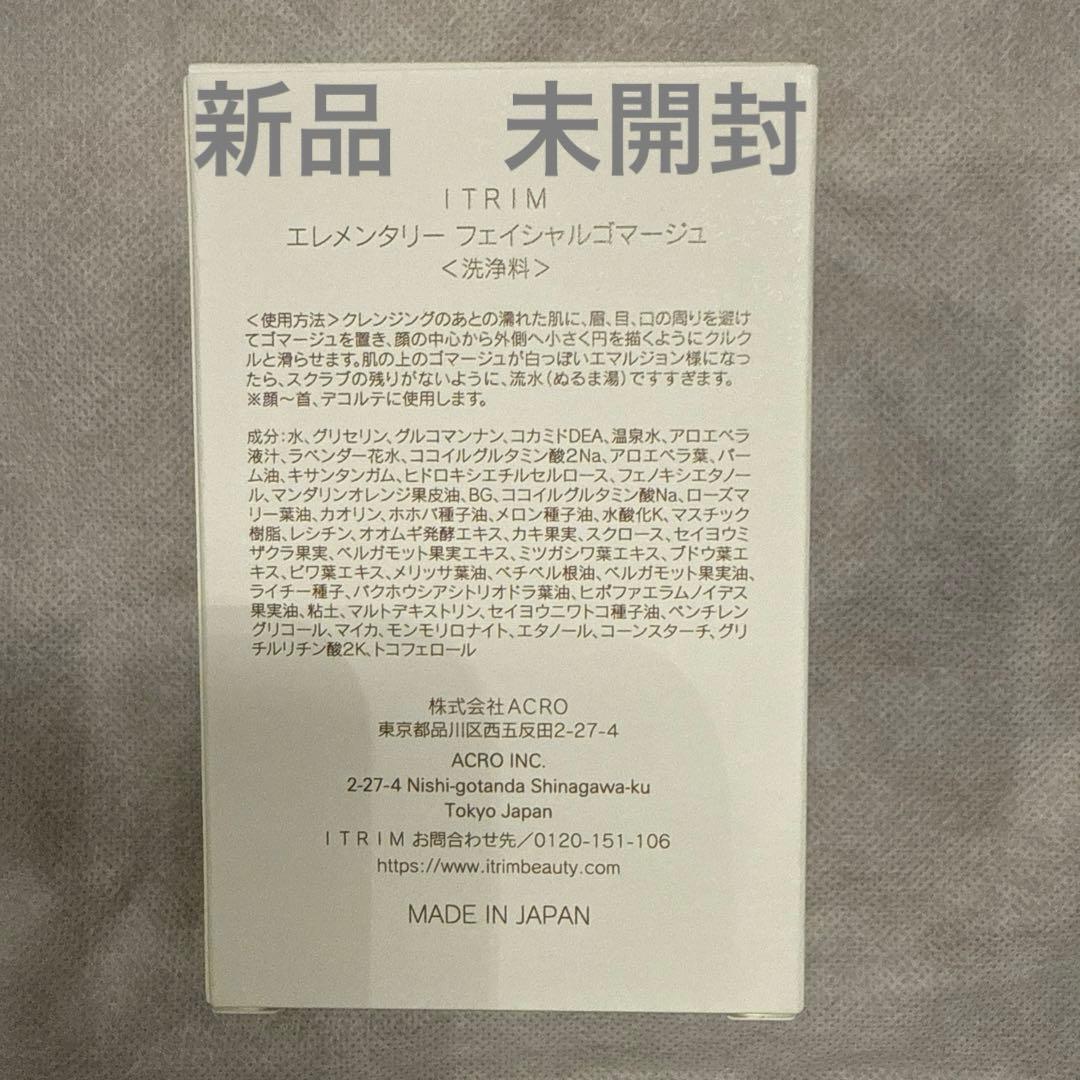 新品　未開封
ITRIM
エレメンタリー フェイシャルゴマージュ
＜洗浄料＞
＜使用方法＞クレンジングのあとの濡れた肌に、眉、目、口の周りを避け
てゴマージュを置き、顔の中心から外側へ小さく円を描くようにクルク
ルと滑らせます。肌の上のゴマージュが白っぽいエマルジョン様になっ
たら、スクラブの残りがないように、流水（ぬるま湯）ですすぎます。
※顔～首、デコルテに使用します。
成分：水、グリセリン、グルコマンナン、コカミドDEA、温泉水、アロエベラ
液汁、ラベンダー花水、ココイルグルタミン酸2Na、アロエベラ葉、パー
ム油、キサンタンガム、ヒドロキシエチルセルロース、フェノキシエタノー
ル、マンダリンオレンジ果皮油、BG、ココイルグルタミン酸Na、ローズマ
リー葉油、カオリン、ホホバ種子油、メロン種子油、水酸化K、マスチック
樹脂、レシチン、オオムギ発酵エキス、カキ果実、スクロース、セイヨウミ
ザクラ果実、ベルガモット果実エキス、ミツガシワ葉エキス、ブドウ葉エ
キス、ビワ葉エキス、メリッサ葉油、ベチベル根油、ベルガモット果実油、
ライチー種子、バクホウシアシトリオドラ葉油、ヒポファエラムノイデス
果実油、粘土、マルトデキストリン、セイヨウニワトコ種子油、ペンチレン
グリコール、マイカ、モンモリロナイト、エタノール、コーンスターチ、グリ
チルリチン酸2K、トコフェロール
株式会社ACRO
東京都品川区西五反田2-27-4
ACRO INC.
2-27-4 Nishi-gotanda Shinagawa-ku
Tokyo Japan
ITRIM お問合わせ先／0120-151-106
https://www.itrimbeauty.com
MADE IN JAPAN